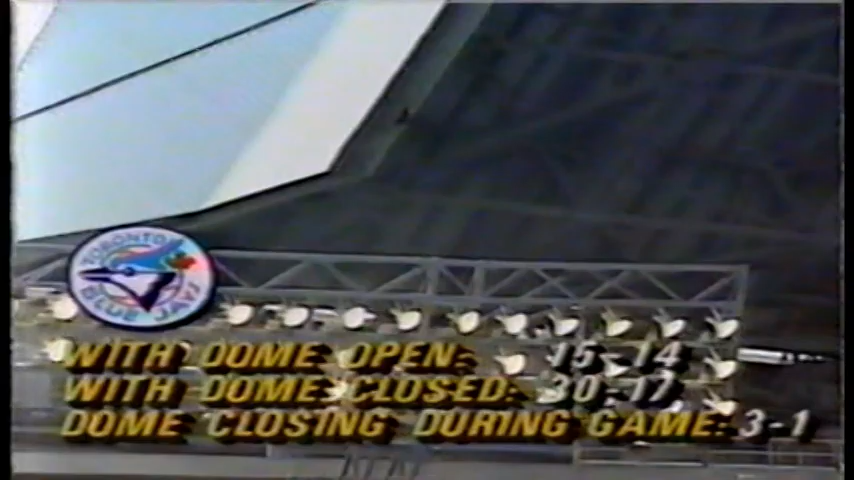 TORONTO
BLUE JAYS
WITH DOME OPEN: 15-14
WITH DOME CLOSED: 30-17
DOME CLOSING DURING GAME: 3-1